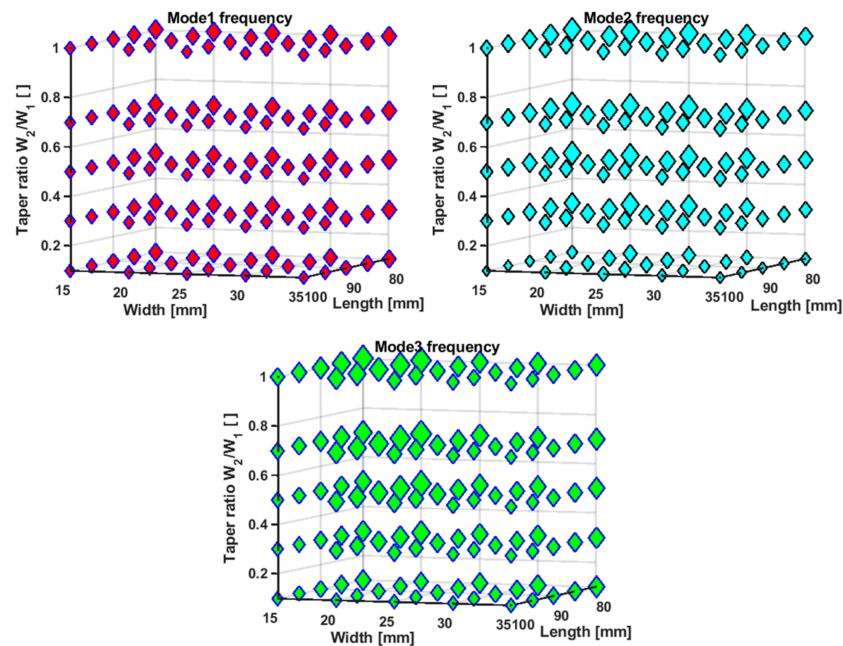 Mode1 frequency
Taper ratio W2/W1 [ ]
1
0.8
0.6
0.4
0.2
15
20
30
35100
90
80
Width [mm]
Length [mm]
Mode2 frequency
Taper ratio W2/W1 [ ]
1
0.8
0.6
0.4
0.2
15
20
30
35100
90
80
Width [mm]
Length [mm]
Mode3 frequency
Taper ratio W2/W1 [ ]
1
0.8
0.6
0.4
0.2
15
20
30
35100
90
80
Width [mm]
Length [mm]